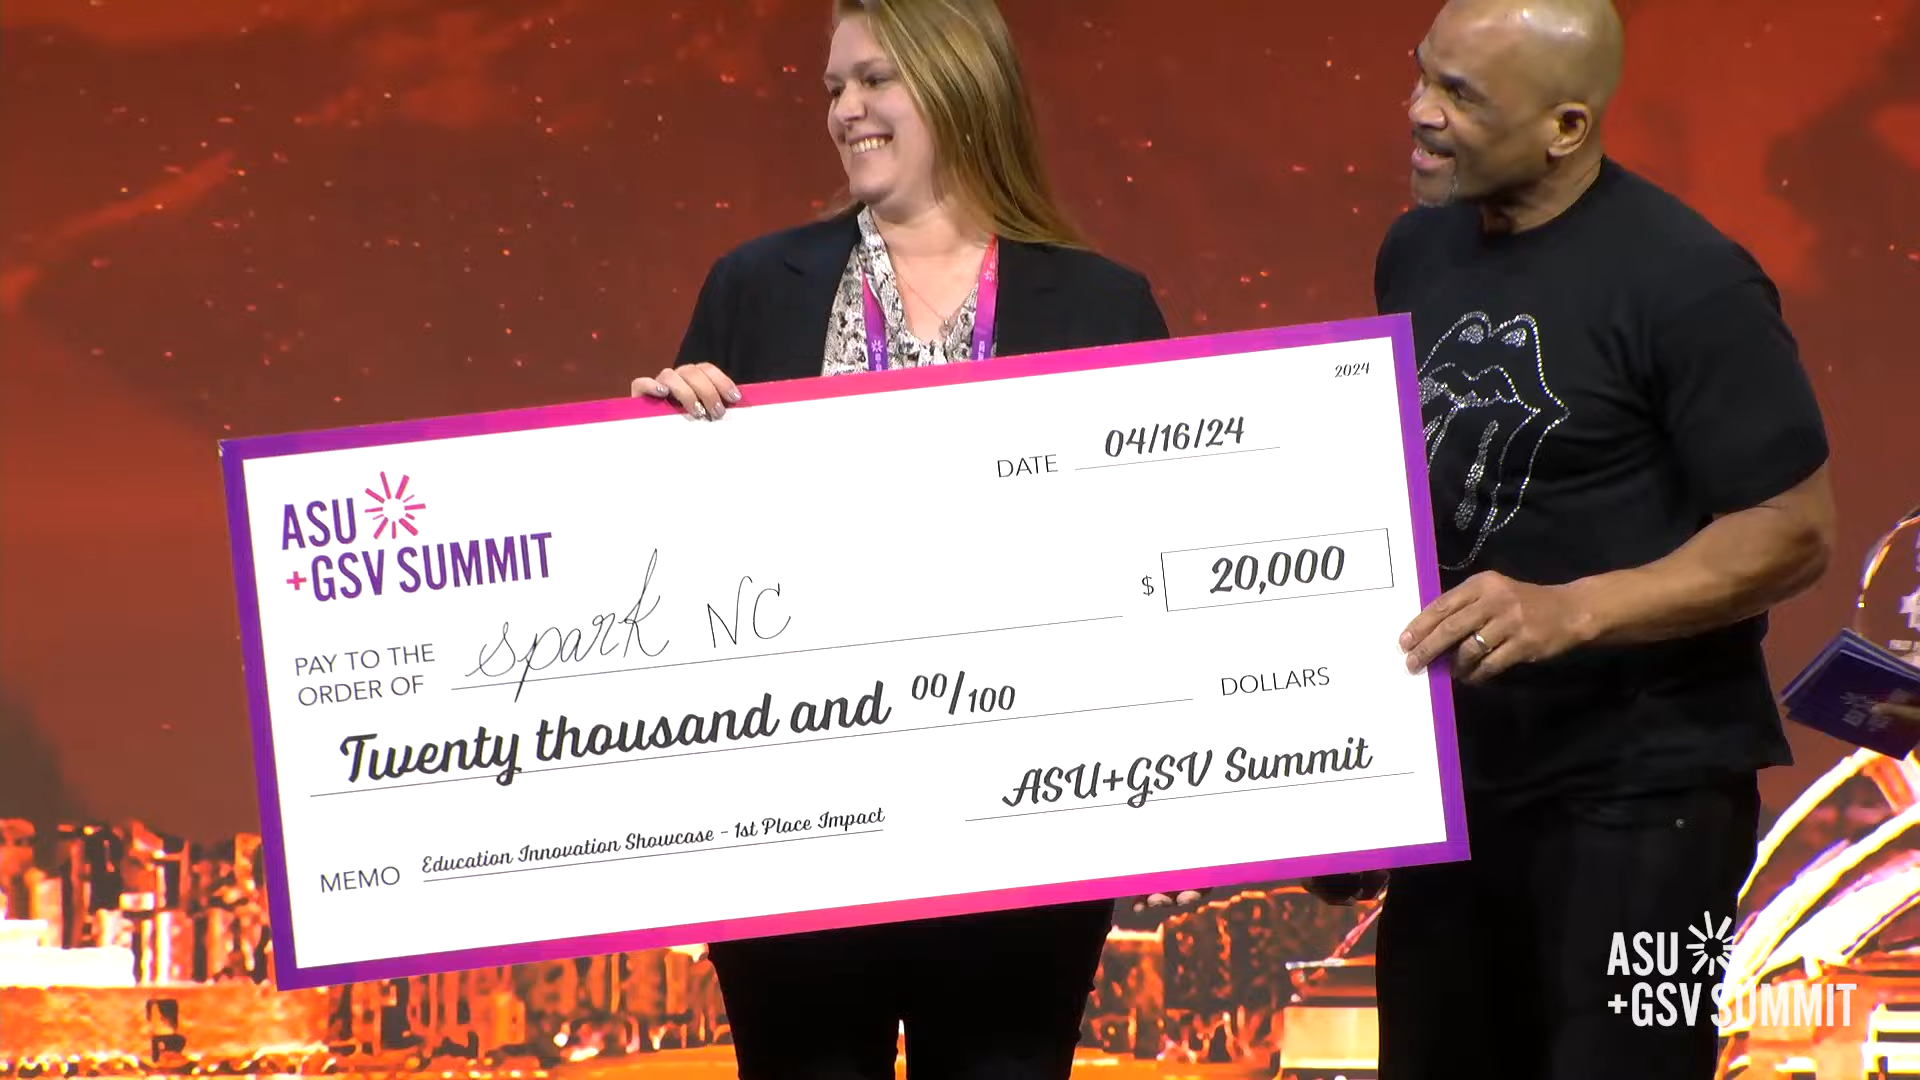 2024
DATE 04/16/24
ASU
+GSV SUMMIT
$ 20,000
PAY TO THE
ORDER OF Spark NC
Twenty thousand and 00/100 DOLLARS
ASU+GSV Summit
MEMO Education Innovation Showcase - 1st Place Impact
ASU
+GSV SUMMIT